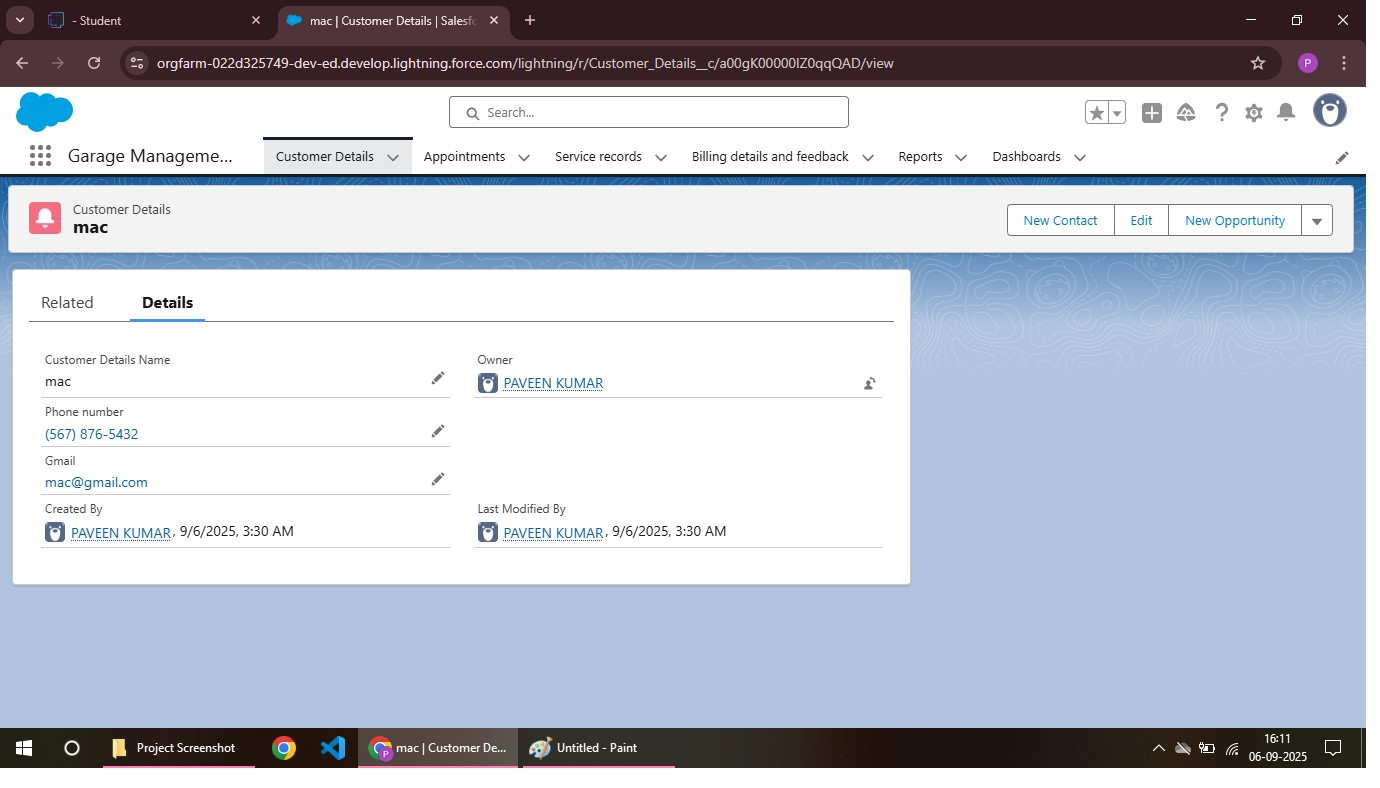 - Student
mac | Customer Details | Salesfo
orgfarm-022d325749-dev-ed.develop.lightning.force.com/lightning/r/Customer_Details__c/a00gK00000IZ0qqQAD/view
P
Search...
Garage Manageme...
Customer Details
Appointments
Service records
Billing details and feedback
Reports
Dashboards
Customer Details
mac
New Contact
Edit
New Opportunity
Related
Details
Customer Details Name
mac
Owner
PAVEEN KUMAR
Phone number
(567) 876-5432
Gmail
mac@gmail.com
Created By
PAVEEN KUMAR, 9/6/2025, 3:30 AM
Last Modified By
PAVEEN KUMAR, 9/6/2025, 3:30 AM
Project Screenshot
P
mac | Customer De...
Untitled - Paint
16:11
06-09-2025